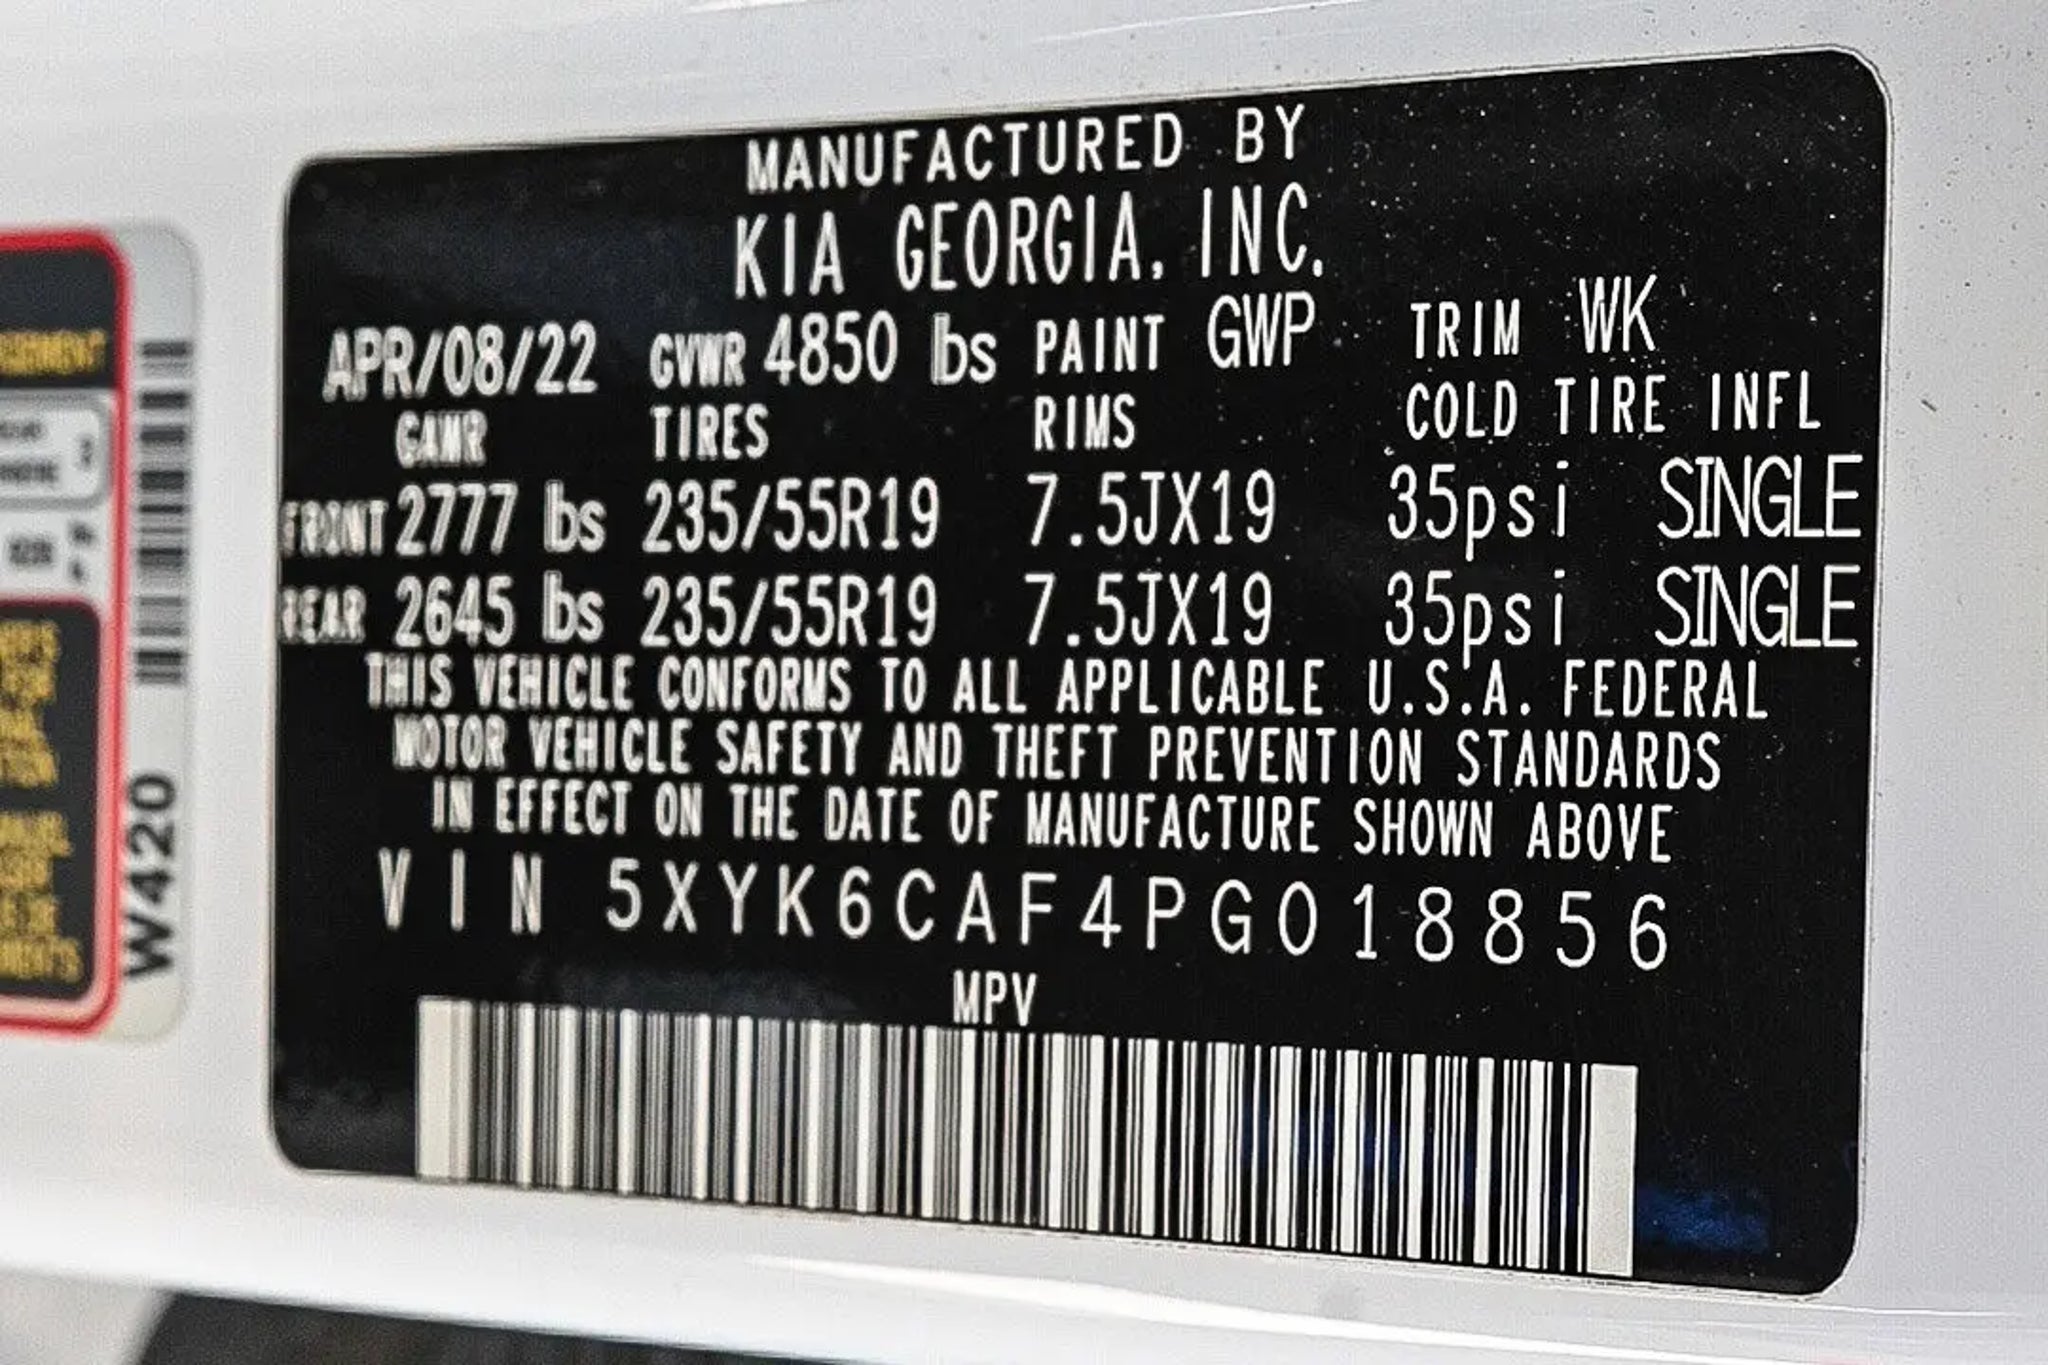 MANUFACTURED BY
KIA GEORGIA, INC.
APR/08/22 GVWR 4850 lbs PAINT GWP TRIM WK
GAWR TIRES RIMS COLD TIRE INFL
FRONT 2777 lbs 235/55R19 7.5JX19 35psi SINGLE
REAR 2645 lbs 235/55R19 7.5JX19 35psi SINGLE
THIS VEHICLE CONFORMS TO ALL APPLICABLE U.S.A. FEDERAL
MOTOR VEHICLE SAFETY AND THEFT PREVENTION STANDARDS
IN EFFECT ON THE DATE OF MANUFACTURE SHOWN ABOVE
VIN 5XYK6CAF4PG018856
MPV
W420